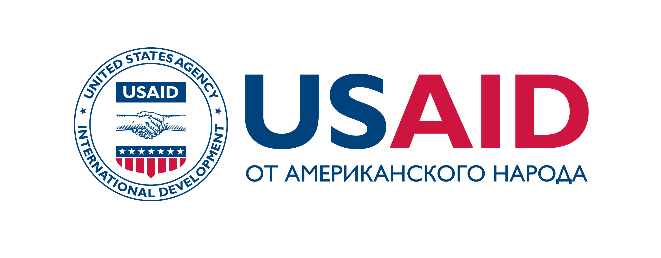 UNITED STATES AGENCY
USAID
INTERNATIONAL DEVELOPMENT
USAID
ОТ АМЕРИКАНСКОГО НАРОДА